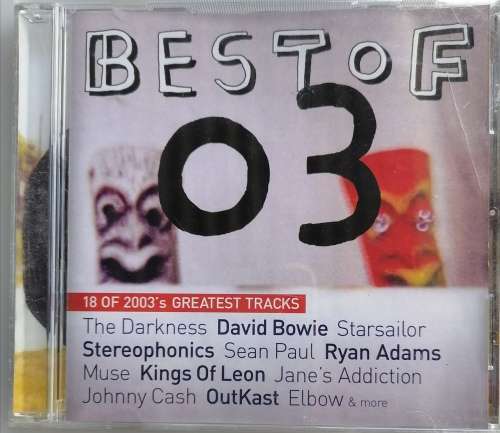 BEST OF
03
18 OF 2003's GREATEST TRACKS
The Darkness David Bowie Starsailor
Stereophonics Sean Paul Ryan Adams
Muse Kings Of Leon Jane's Addiction
Johnny Cash OutKast Elbow & more